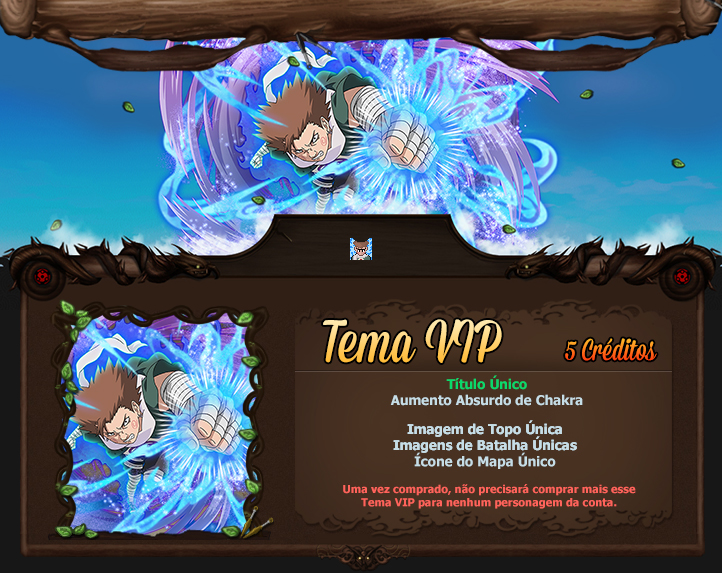 Tema VIP
5 Créditos
Título Único
Aumento Absurdo de Chakra
Imagem de Topo Única
Imagens de Batalha Únicas
Ícone do Mapa Único
Uma vez comprado, não precisará comprar mais esse
Tema VIP para nenhum personagem da conta.